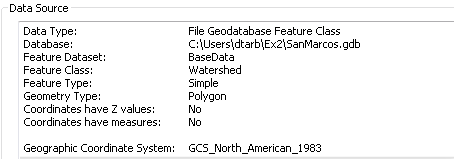 Data Source
Data Type: File Geodatabase Feature Class
Database: C:\Users\dtarb\Ex2\SanMarcos.gdb
Feature Dataset: BaseData
Feature Class: Watershed
Feature Type: Simple
Geometry Type: Polygon
Coordinates have Z values: No
Coordinates have measures: No
Geographic Coordinate System: GCS_North_American_1983